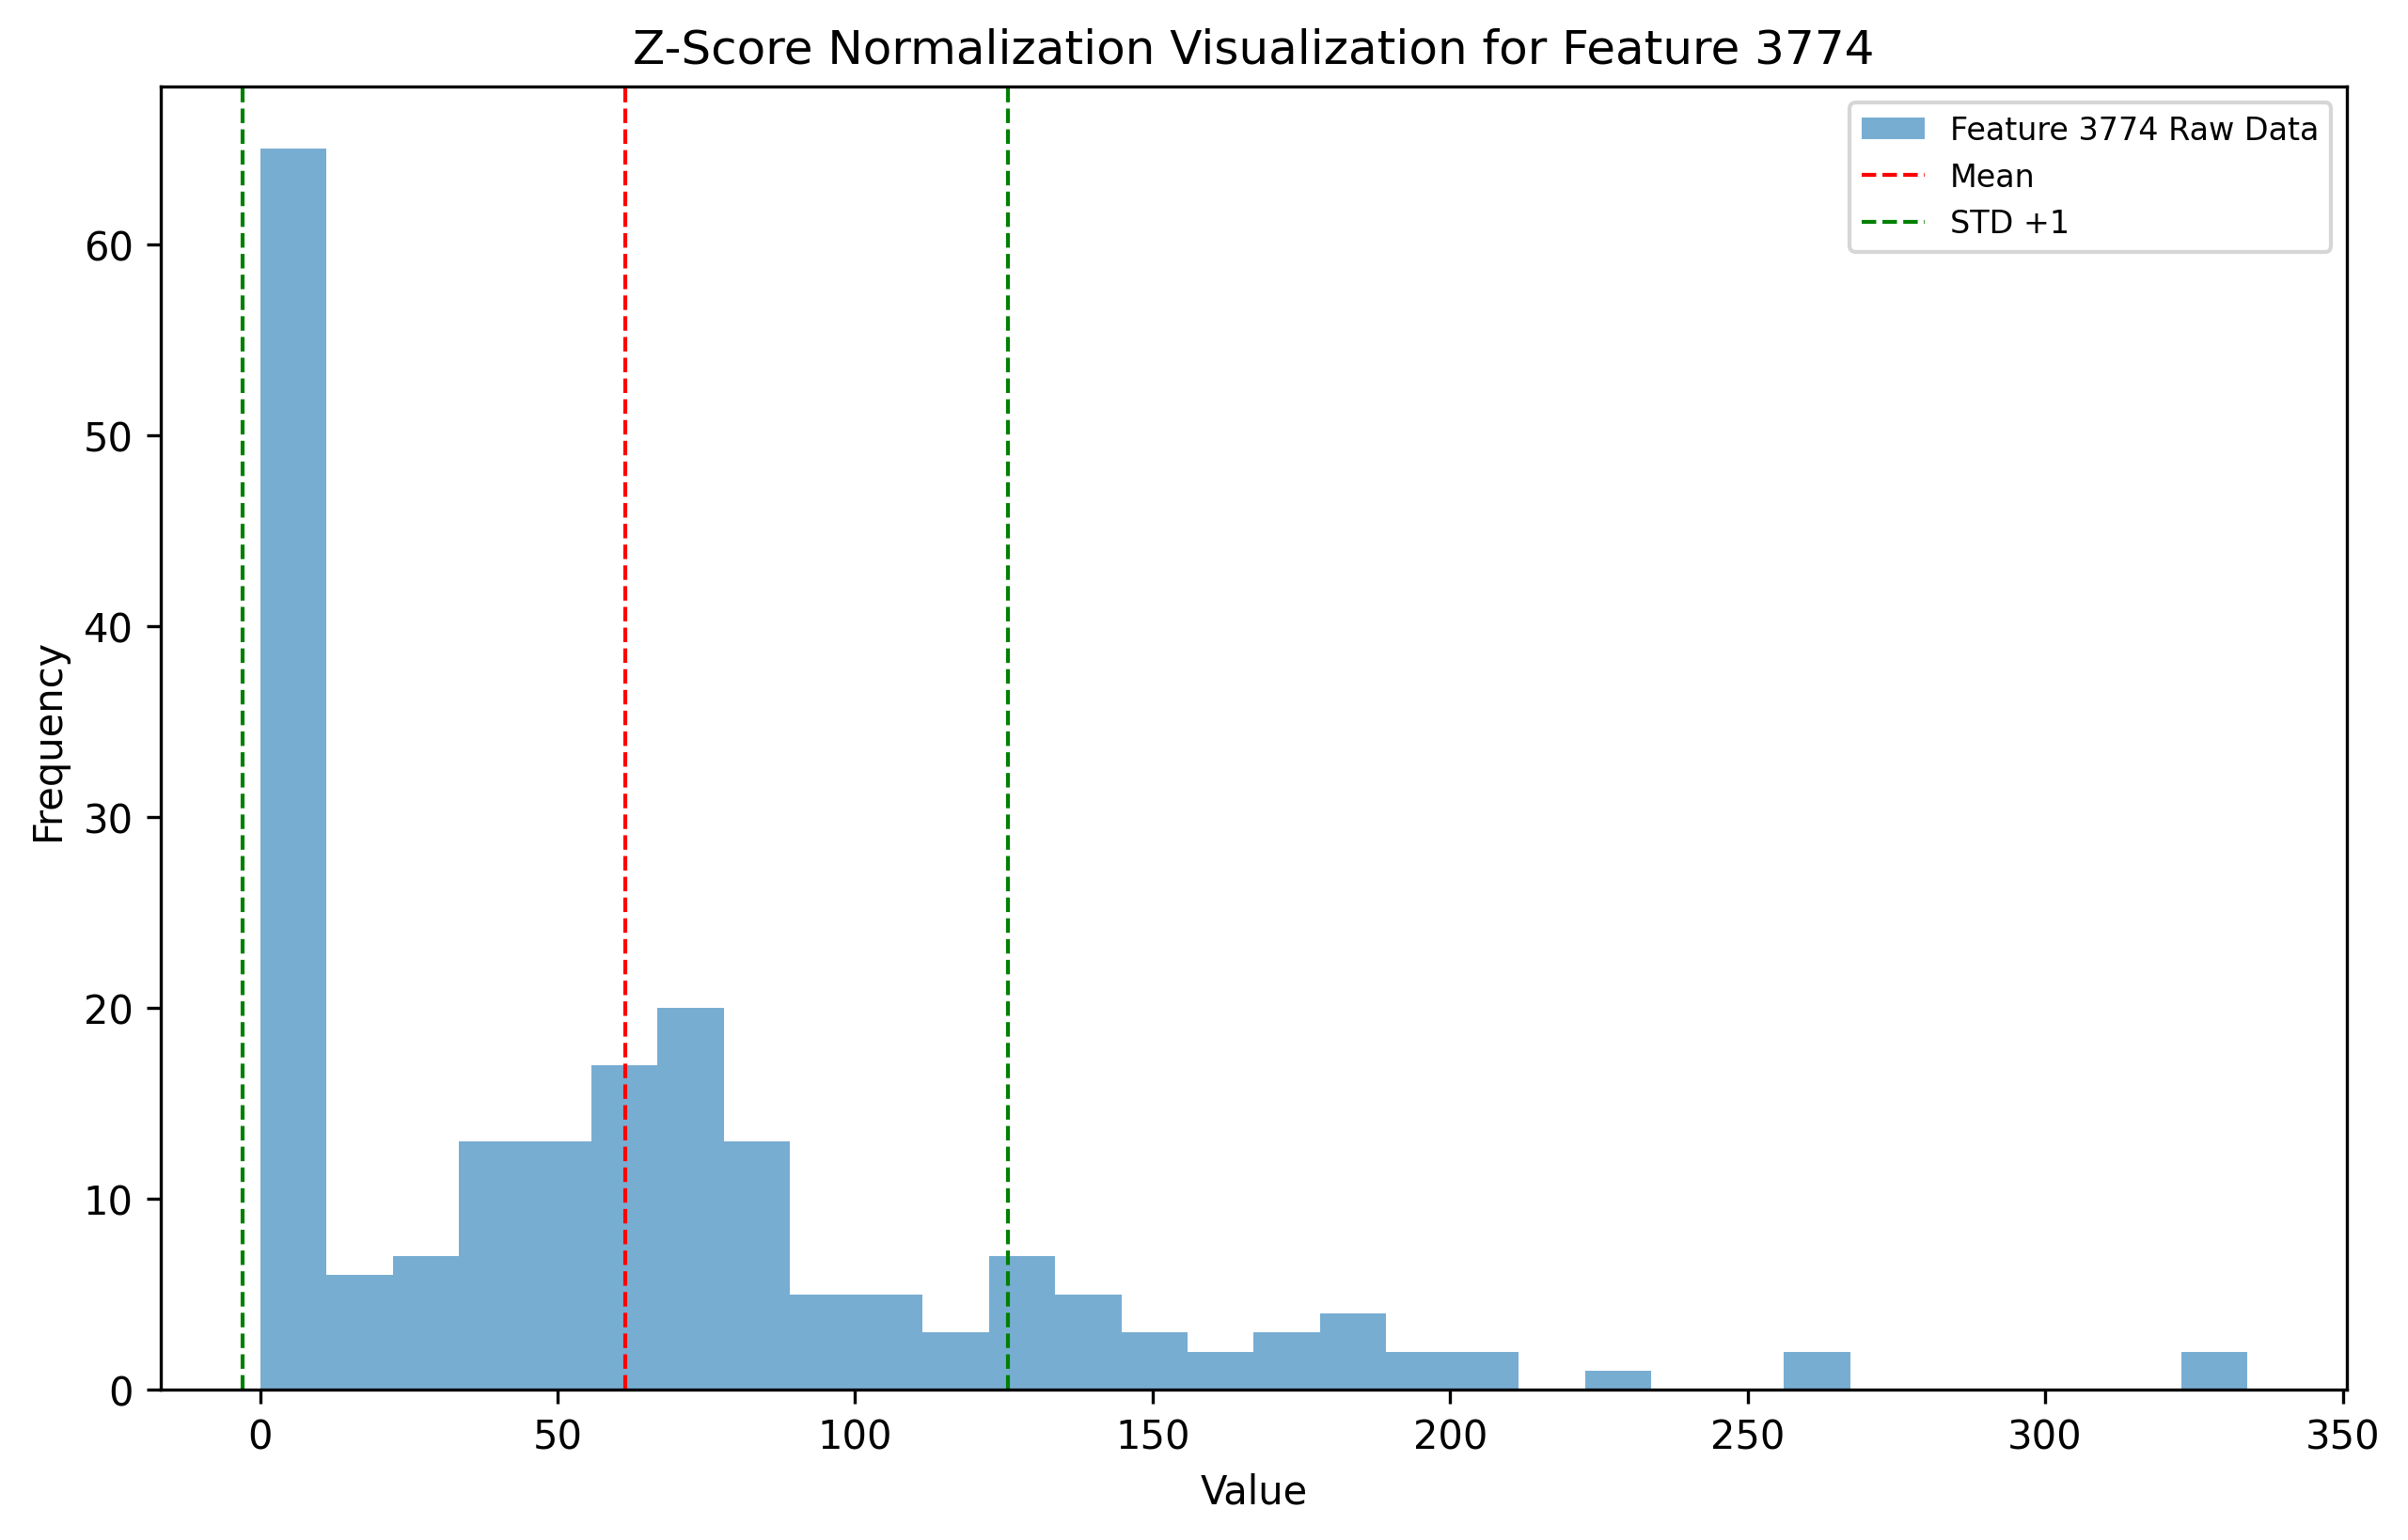 Z-Score Normalization Visualization for Feature 3774
Feature 3774 Raw Data
Mean
STD +1
Frequency
60
50
40
30
20
10
0
0 50 100 150 200 250 300 350
Value